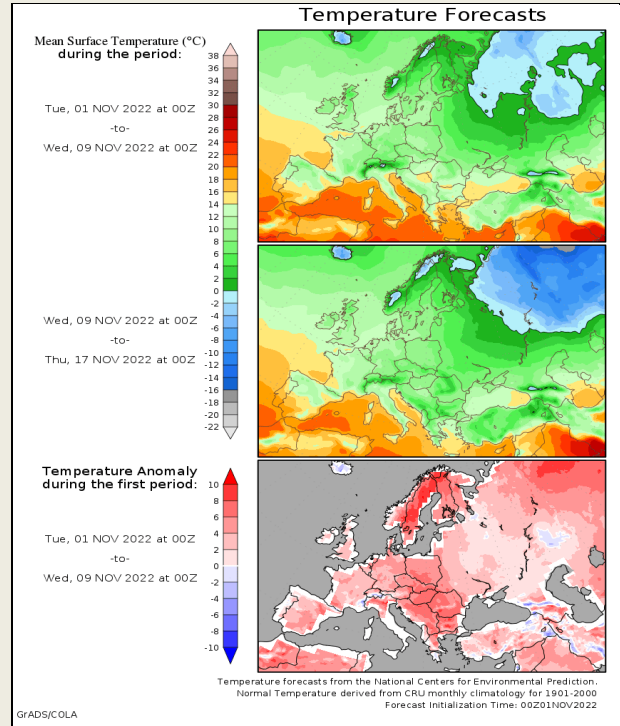 Temperature Forecasts
Mean Surface Temperature (°C)
during the period:
Tue, 01 NOV 2022 at 00Z
-to-
Wed, 09 NOV 2022 at 00Z
38
36
34
32
30
28
26
24
22
20
18
16
14
12
10
8
6
4
2
0
-2
-4
-6
-8
-10
-12
-14
-16
-18
-20
-22
Wed, 09 NOV 2022 at 00Z
-to-
Thu, 17 NOV 2022 at 00Z
Temperature Anomaly
during the first period:
Tue, 01 NOV 2022 at 00Z
-to-
Wed, 09 NOV 2022 at 00Z
10
8
6
4
2
0
-2
-4
-6
-8
-10
Temperature forecasts from the National Centers for Environmental Prediction.
Normal Temperature derived from CRU monthly climatology for 1901-2000
Forecast Initialization Time: 00Z01NOV2022
GrADS/COLA